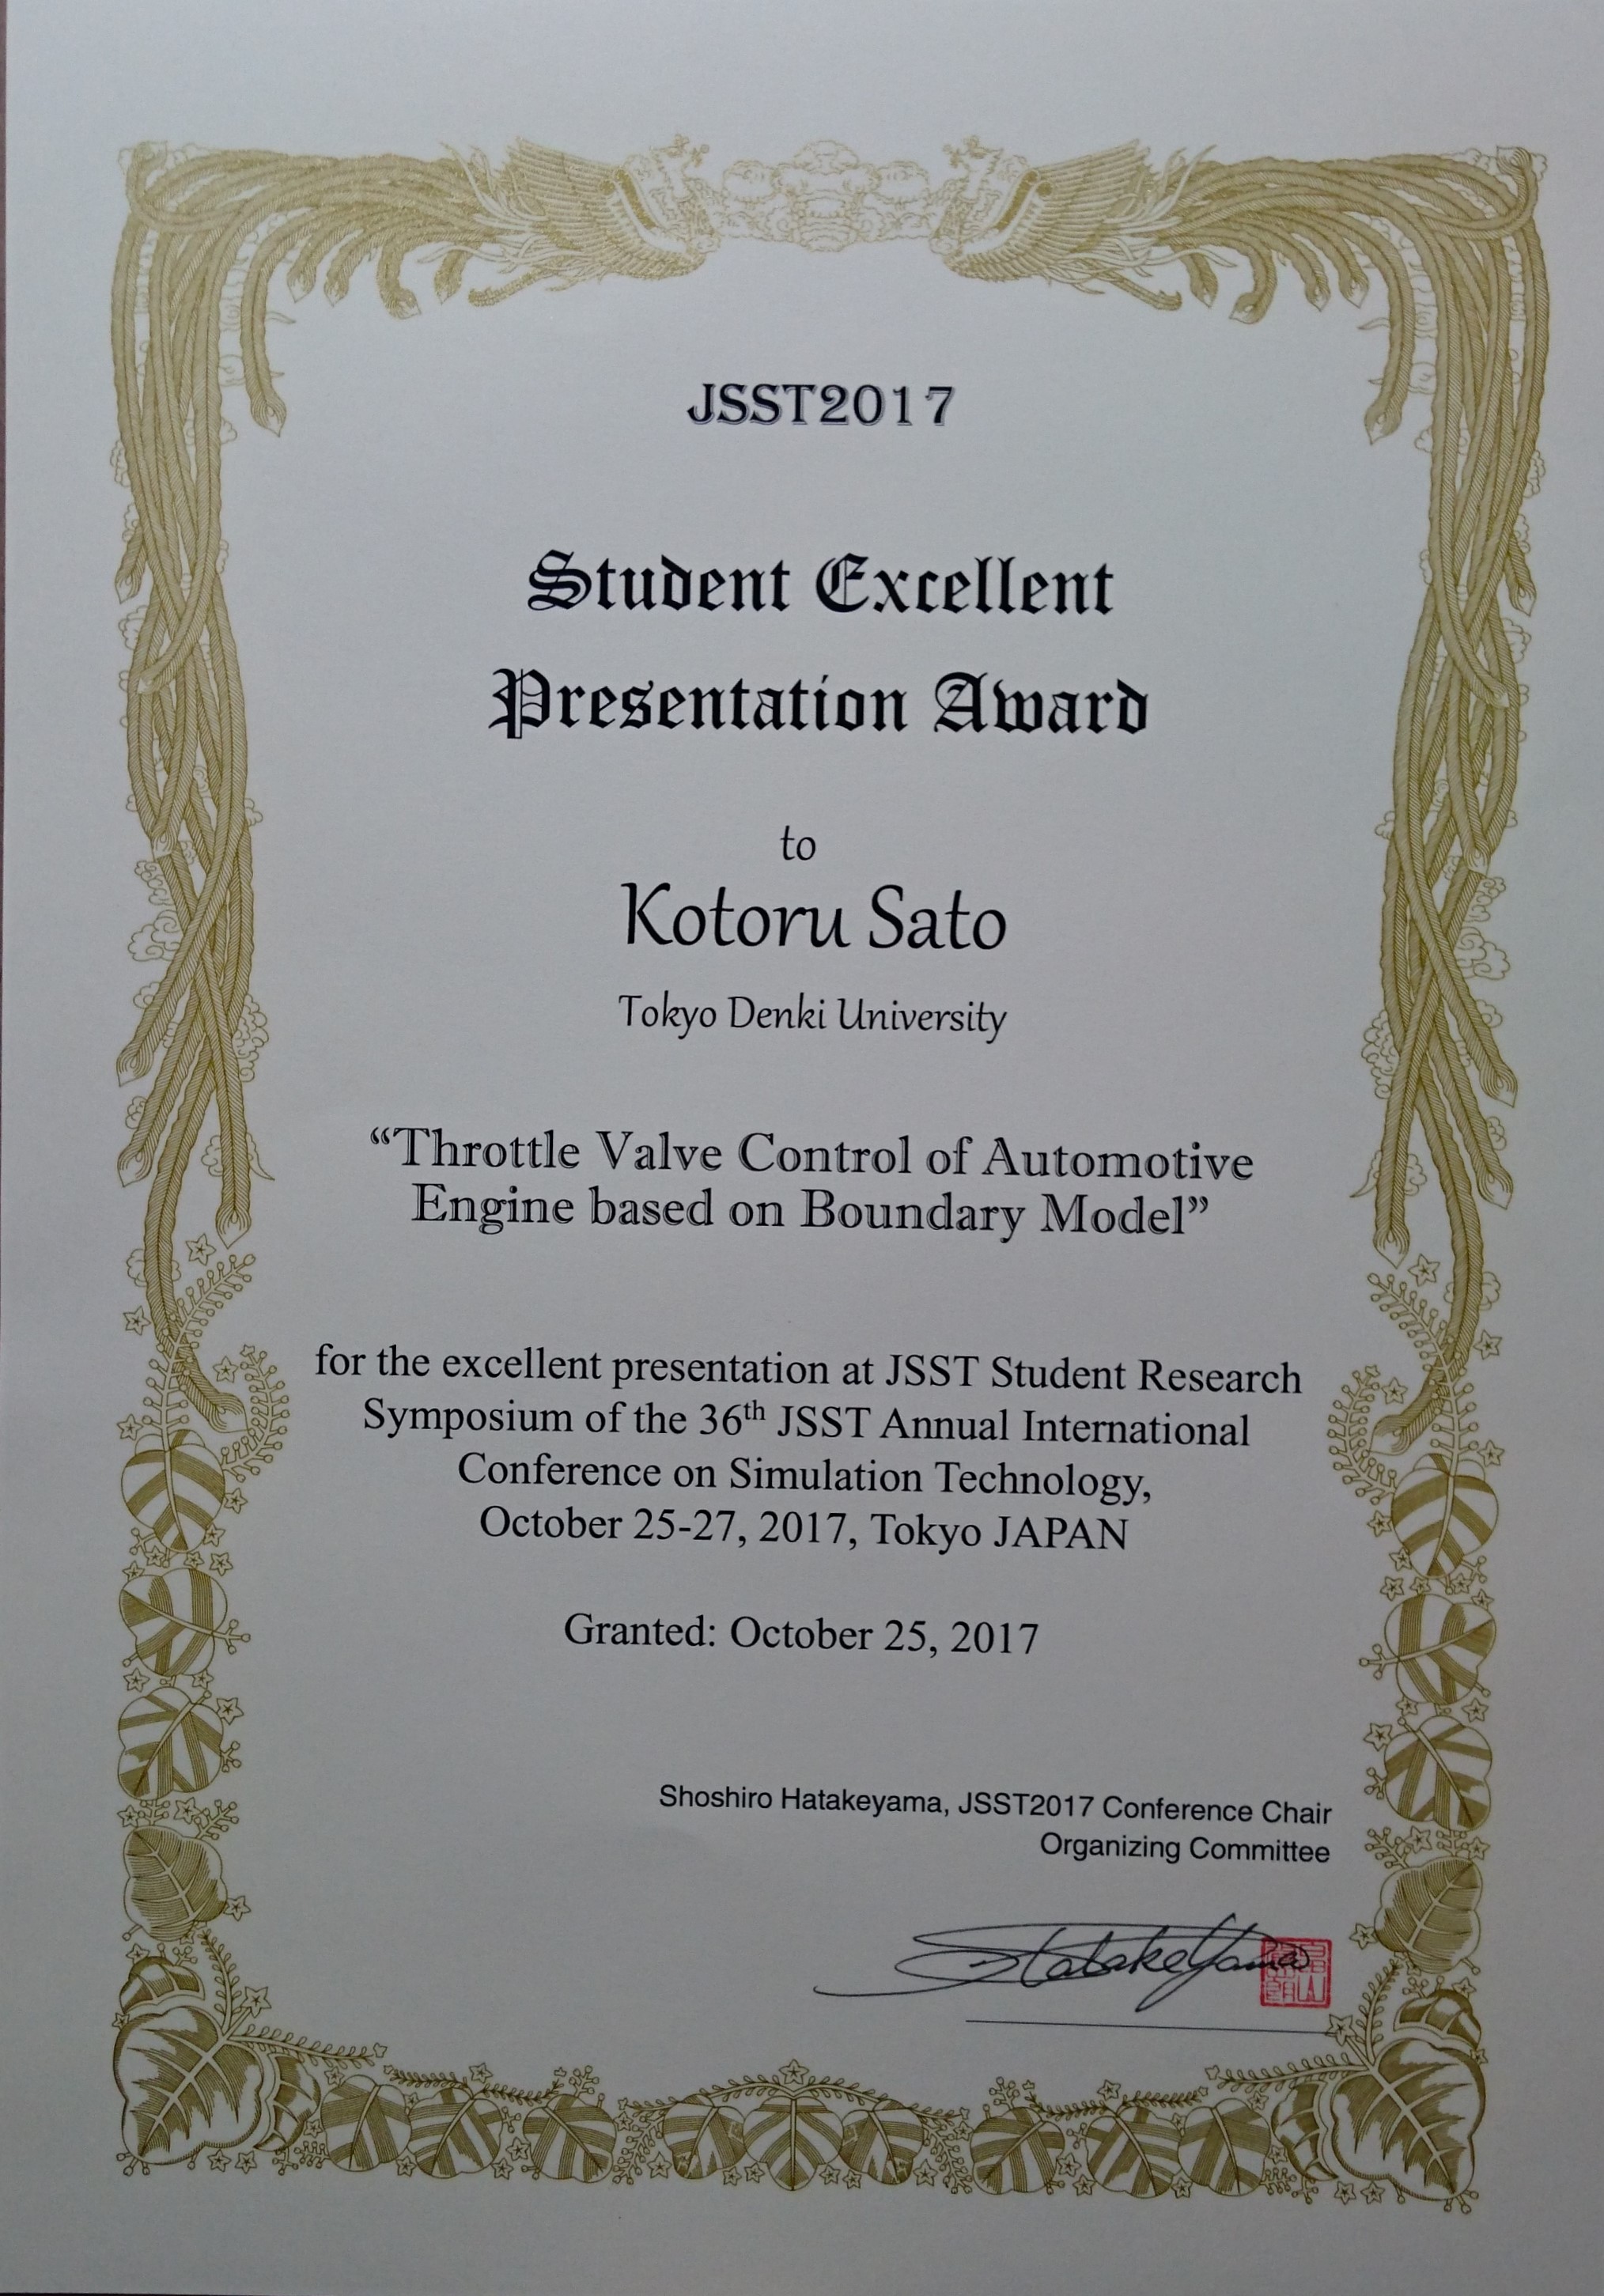 JSST2017
Student Excellent
Presentation Award
to
Kotoru Sato
Tokyo Denki University
“Throttle Valve Control of Automotive
Engine based on Boundary Model”
for the excellent presentation at JSST Student Research
Symposium of the 36th JSST Annual International
Conference on Simulation Technology,
October 25-27, 2017, Tokyo JAPAN
Granted: October 25, 2017
Shoshiro Hatakeyama, JSST2017 Conference Chair
Organizing Committee
SHatakeyama